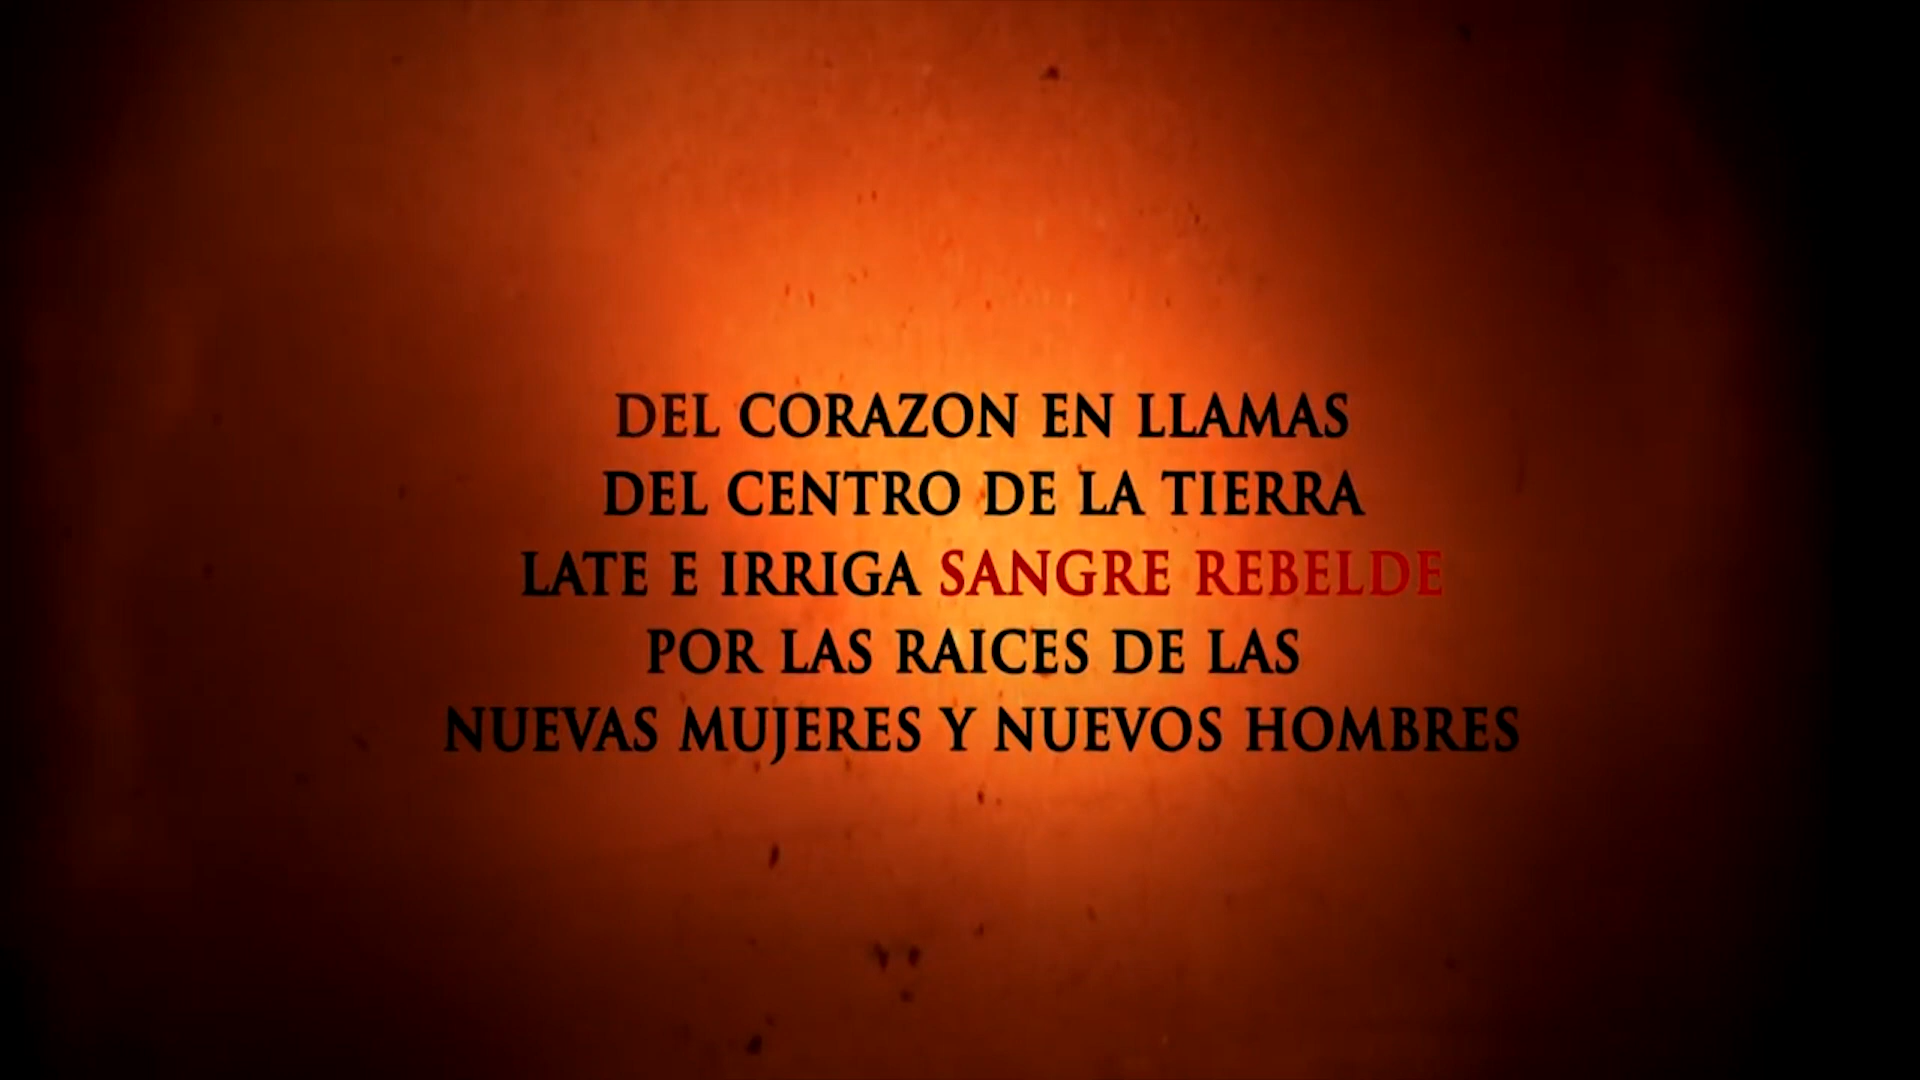 DEL CORAZON EN LLAMAS
DEL CENTRO DE LA TIERRA
LATE E IRRIGA SANGRE REBELDE
POR LAS RAICES DE LAS
NUEVAS MUJERES Y NUEVOS HOMBRES